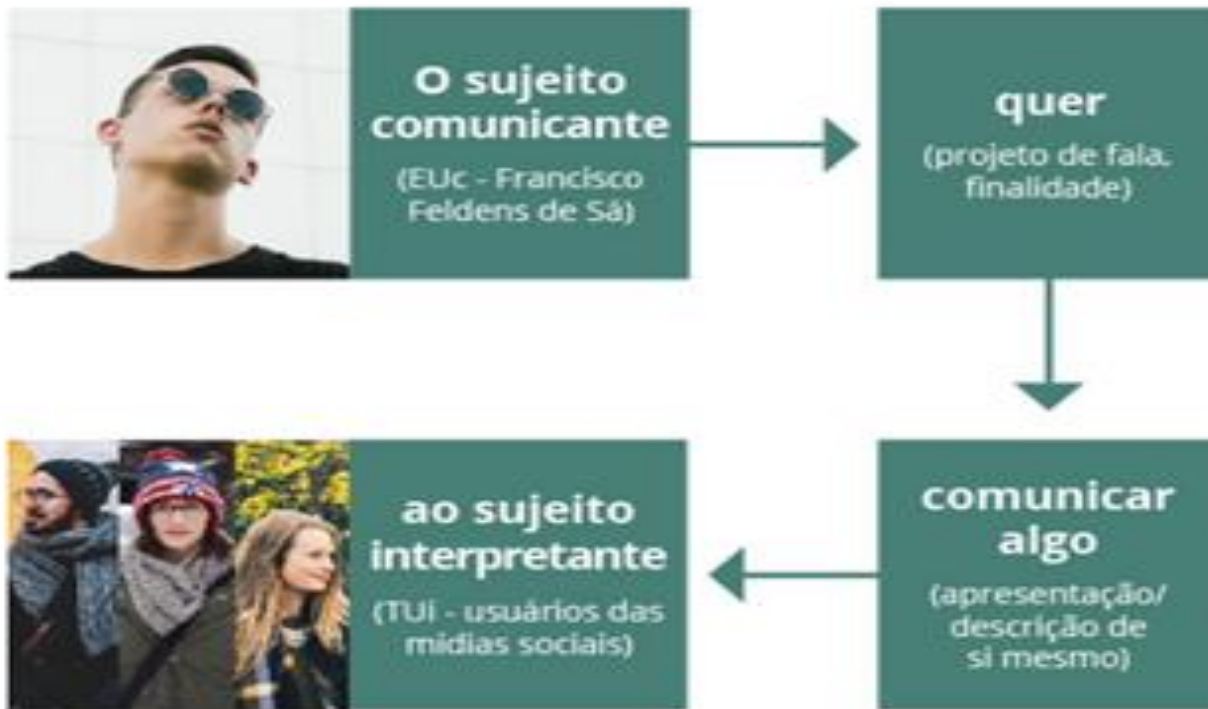 O sujeito
comunicante
(EUc - Francisco
Feldens de Sá)
quer
(projeto de fala,
finalidade)
comunicar
algo
(apresentação/
descrição de
si mesmo)
ao sujeito
interpretante
(TUi - usuários das
mídias sociais)